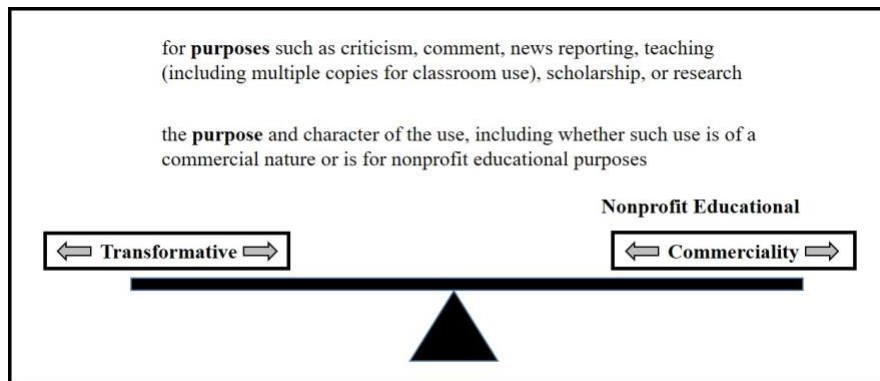 for purposes such as criticism, comment, news reporting, teaching
(including multiple copies for classroom use), scholarship, or research
the purpose and character of the use, including whether such use is of a
commercial nature or is for nonprofit educational purposes
Nonprofit Educational
Transformative
Commerciality